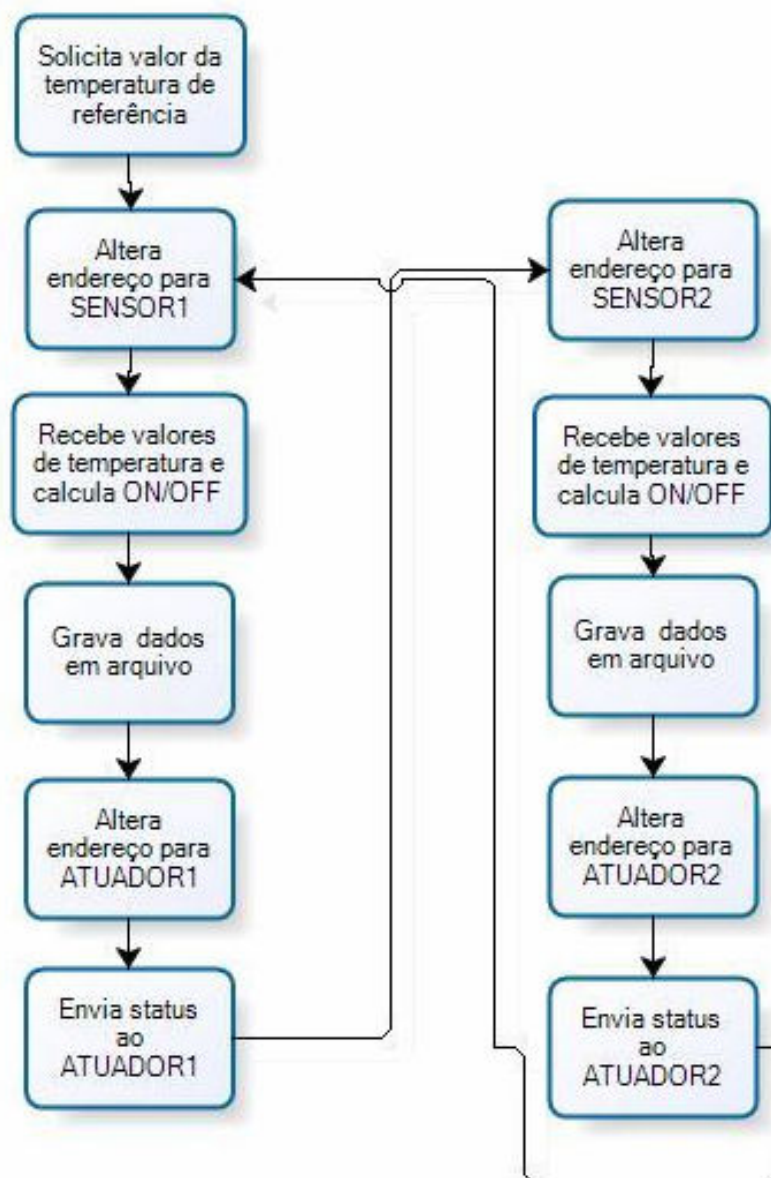 Solicita valor da
temperatura de
referência
Altera
endereço para
SENSOR1
Recebe valores
de temperatura e
calcula ON/OFF
Grava dados
em arquivo
Altera
endereço para
ATUADOR1
Envia status
ao
ATUADOR1
Altera
endereço para
SENSOR2
Recebe valores
de temperatura e
calcula ON/OFF
Grava dados
em arquivo
Altera
endereço para
ATUADOR2
Envia status
ao
ATUADOR2